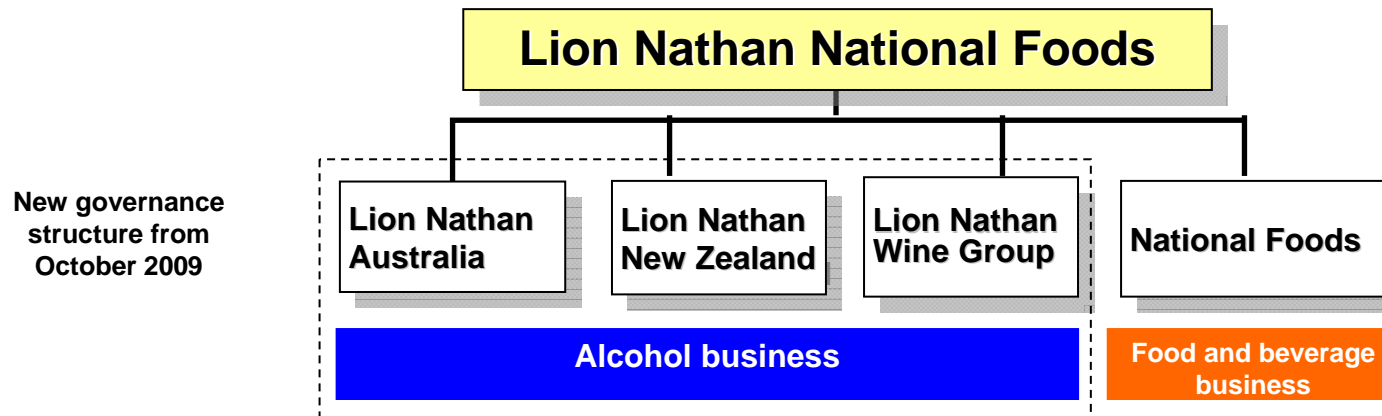 Lion Nathan National Foods
New governance
structure from
October 2009
Lion Nathan
Australia
Lion Nathan
New Zealand
Lion Nathan
Wine Group
National Foods
Alcohol business
Food and beverage
business